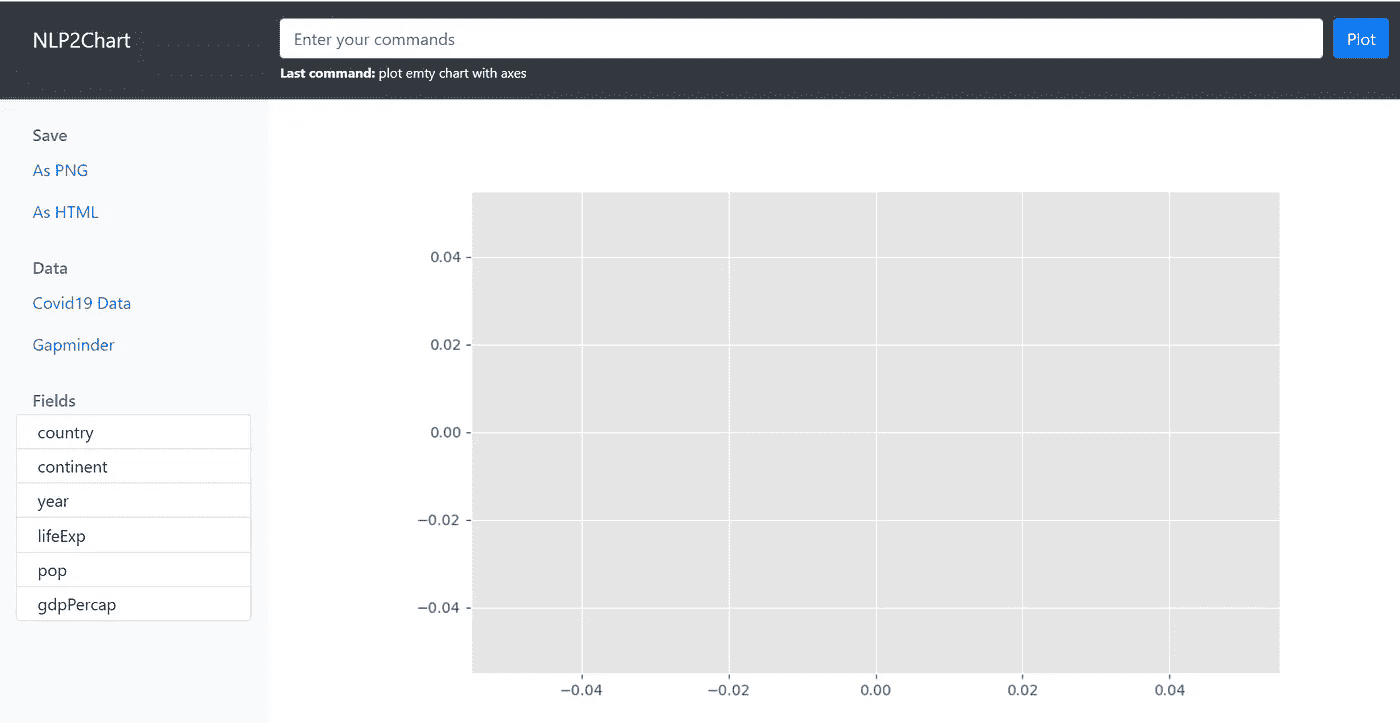 NLP2Chart
Enter your commands
Plot
Last command: plot emty chart with axes
Save
As PNG
As HTML
Data
Covid19 Data
Gapminder
Fields
country
continent
year
lifeExp
pop
gdpPercap
0.04
0.02
0.00
−0.02
−0.04
−0.04 −0.02 0.00 0.02 0.04